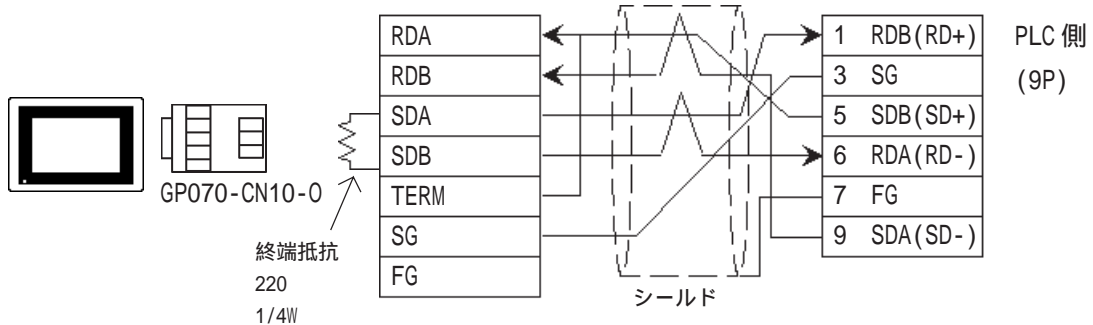 GP070-CN10-O
終端抵抗
220
1/4W
RDA
RDB
SDA
SDB
TERM
SG
FG
シールド
1 RDB(RD+)
3 SG
5 SDB(SD+)
6 RDA(RD-)
7 FG
9 SDA(SD-)
PLC 側
(9P)